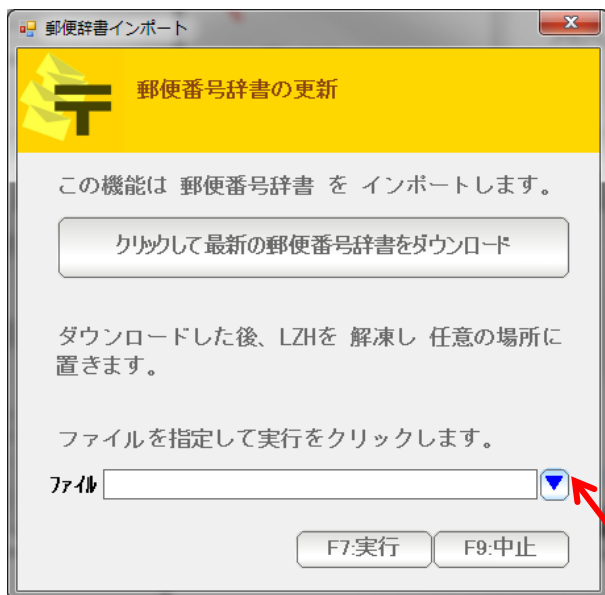 郵便辞書インポート
郵便番号辞書の更新
この機能は 郵便番号辞書 を インポートします。
クリックして最新の郵便番号辞書をダウンロード
ダウンロードした後、LZHを 解凍し 任意の場所に
置きます。
ファイルを指定して実行をクリックします。
ファイル
F7:実行 F9:中止